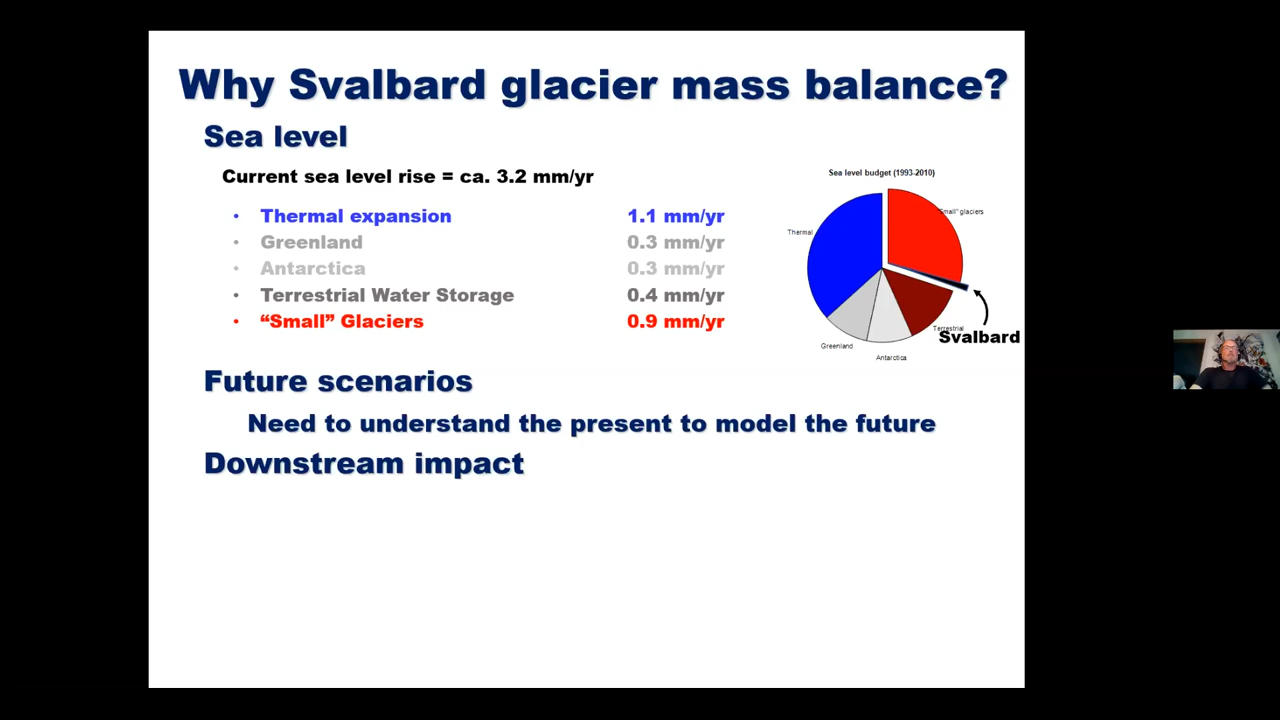 Why Svalbard glacier mass balance?
Sea level
Current sea level rise = ca. 3.2 mm/yr
• Thermal expansion 1.1 mm/yr
• Greenland 0.3 mm/yr
• Antarctica 0.3 mm/yr
• Terrestrial Water Storage 0.4 mm/yr
• “Small” Glaciers 0.9 mm/yr
Sea level budget (1993-2010)
"Small" glaciers
Thermal
Terrestrial
Svalbard
Greenland
Antarctica
Future scenarios
Need to understand the present to model the future
Downstream impact